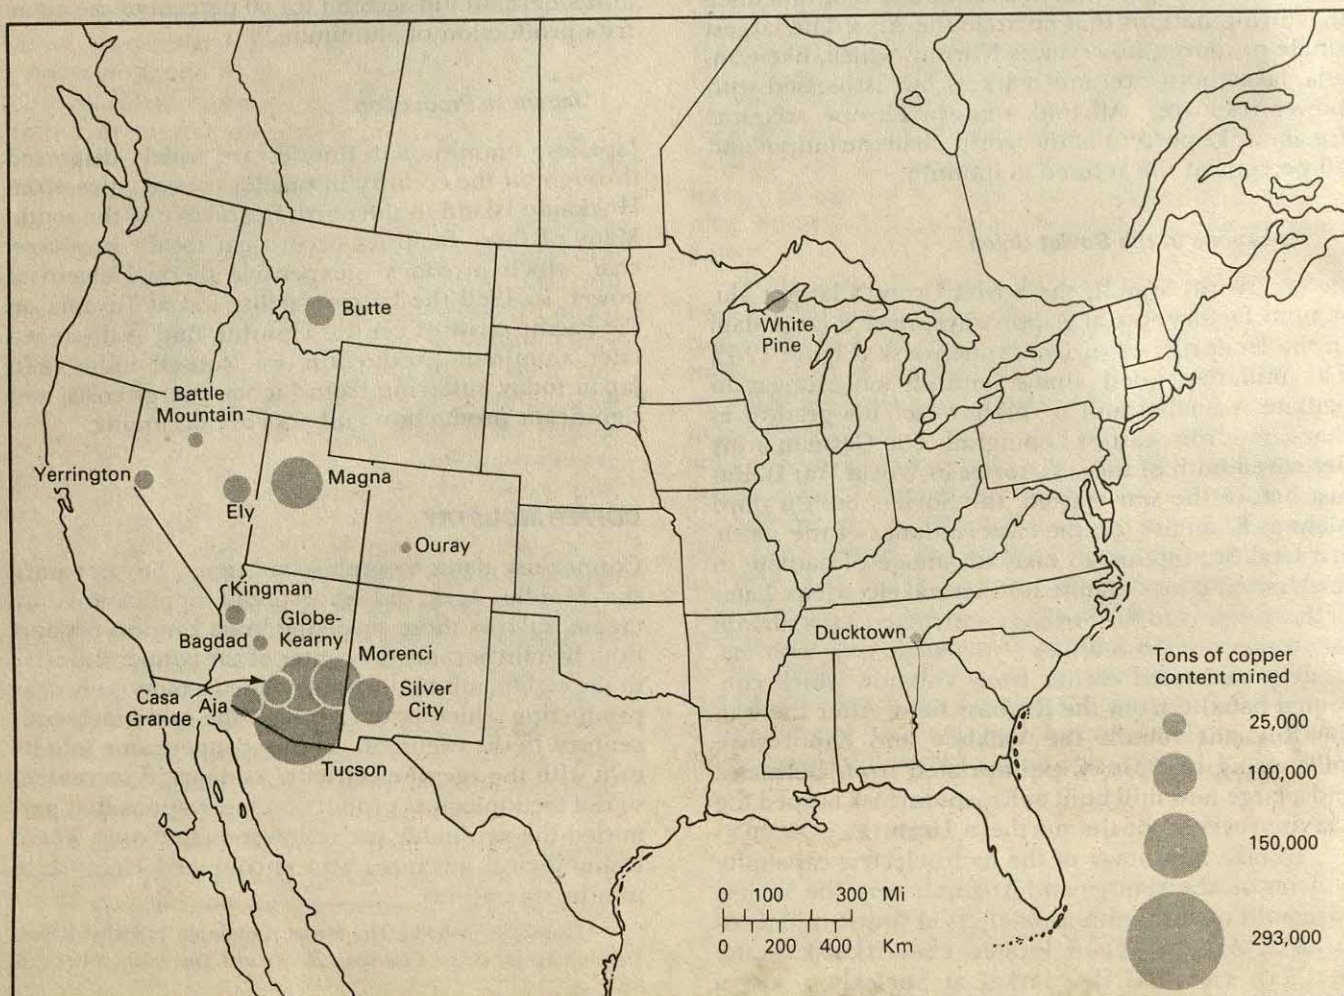 Butte
White
Pine
Battle
Mountain
Yerrington
Ely
Magna
Ouray
Kingman
Bagdad
Globe-
Kearny
Morenci
Casa
Grande
Aja
Silver
City
Tucson
Ducktown
Tons of copper
content mined
25,000
100,000
150,000
293,000
0 100 300 Mi
0 200 400 Km